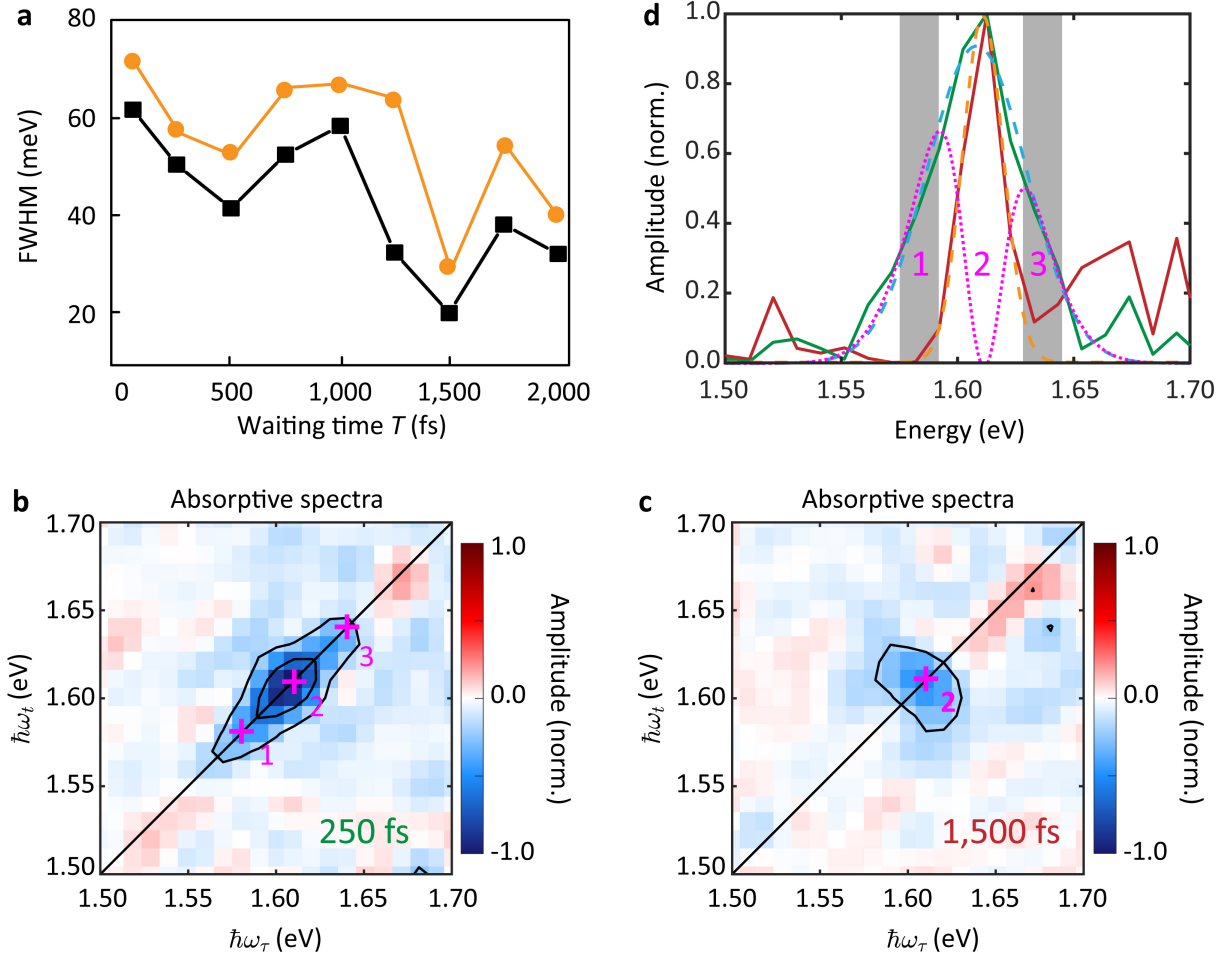 a
80
60
40
20
FWHM (meV)
0
500
1,000
1,500
2,000
Waiting time T (fs)
d
1.0
0.8
0.6
0.4
0.2
0.0
Amplitude (norm.)
1
2
3
1.50
1.55
1.60
1.65
1.70
Energy (eV)
b
Absorptive spectra
1.70
1.65
1.60
1.55
1.50
ℏω_t (eV)
3
2
1
250 fs
1.50
1.55
1.60
1.65
1.70
ℏω_τ (eV)
1.0
0.0
-1.0
Amplitude (norm.)
c
Absorptive spectra
1.70
1.65
1.60
1.55
1.50
ℏω_t (eV)
2
1,500 fs
1.50
1.55
1.60
1.65
1.70
ℏω_τ (eV)
1.0
0.0
-1.0
Amplitude (norm.)